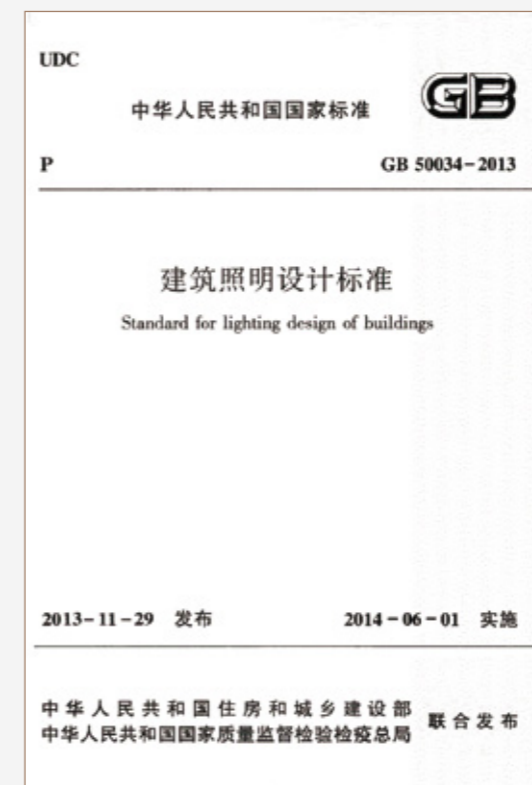 UDC
中华人民共和国国家标准
GB
P
GB 50034-2013
建筑照明设计标准
Standard for lighting design of buildings
2013-11-29 发布
2014-06-01 实施
中华人民共和国住房和城乡建设部
中华人民共和国国家质量监督检验检疫总局
联合发布